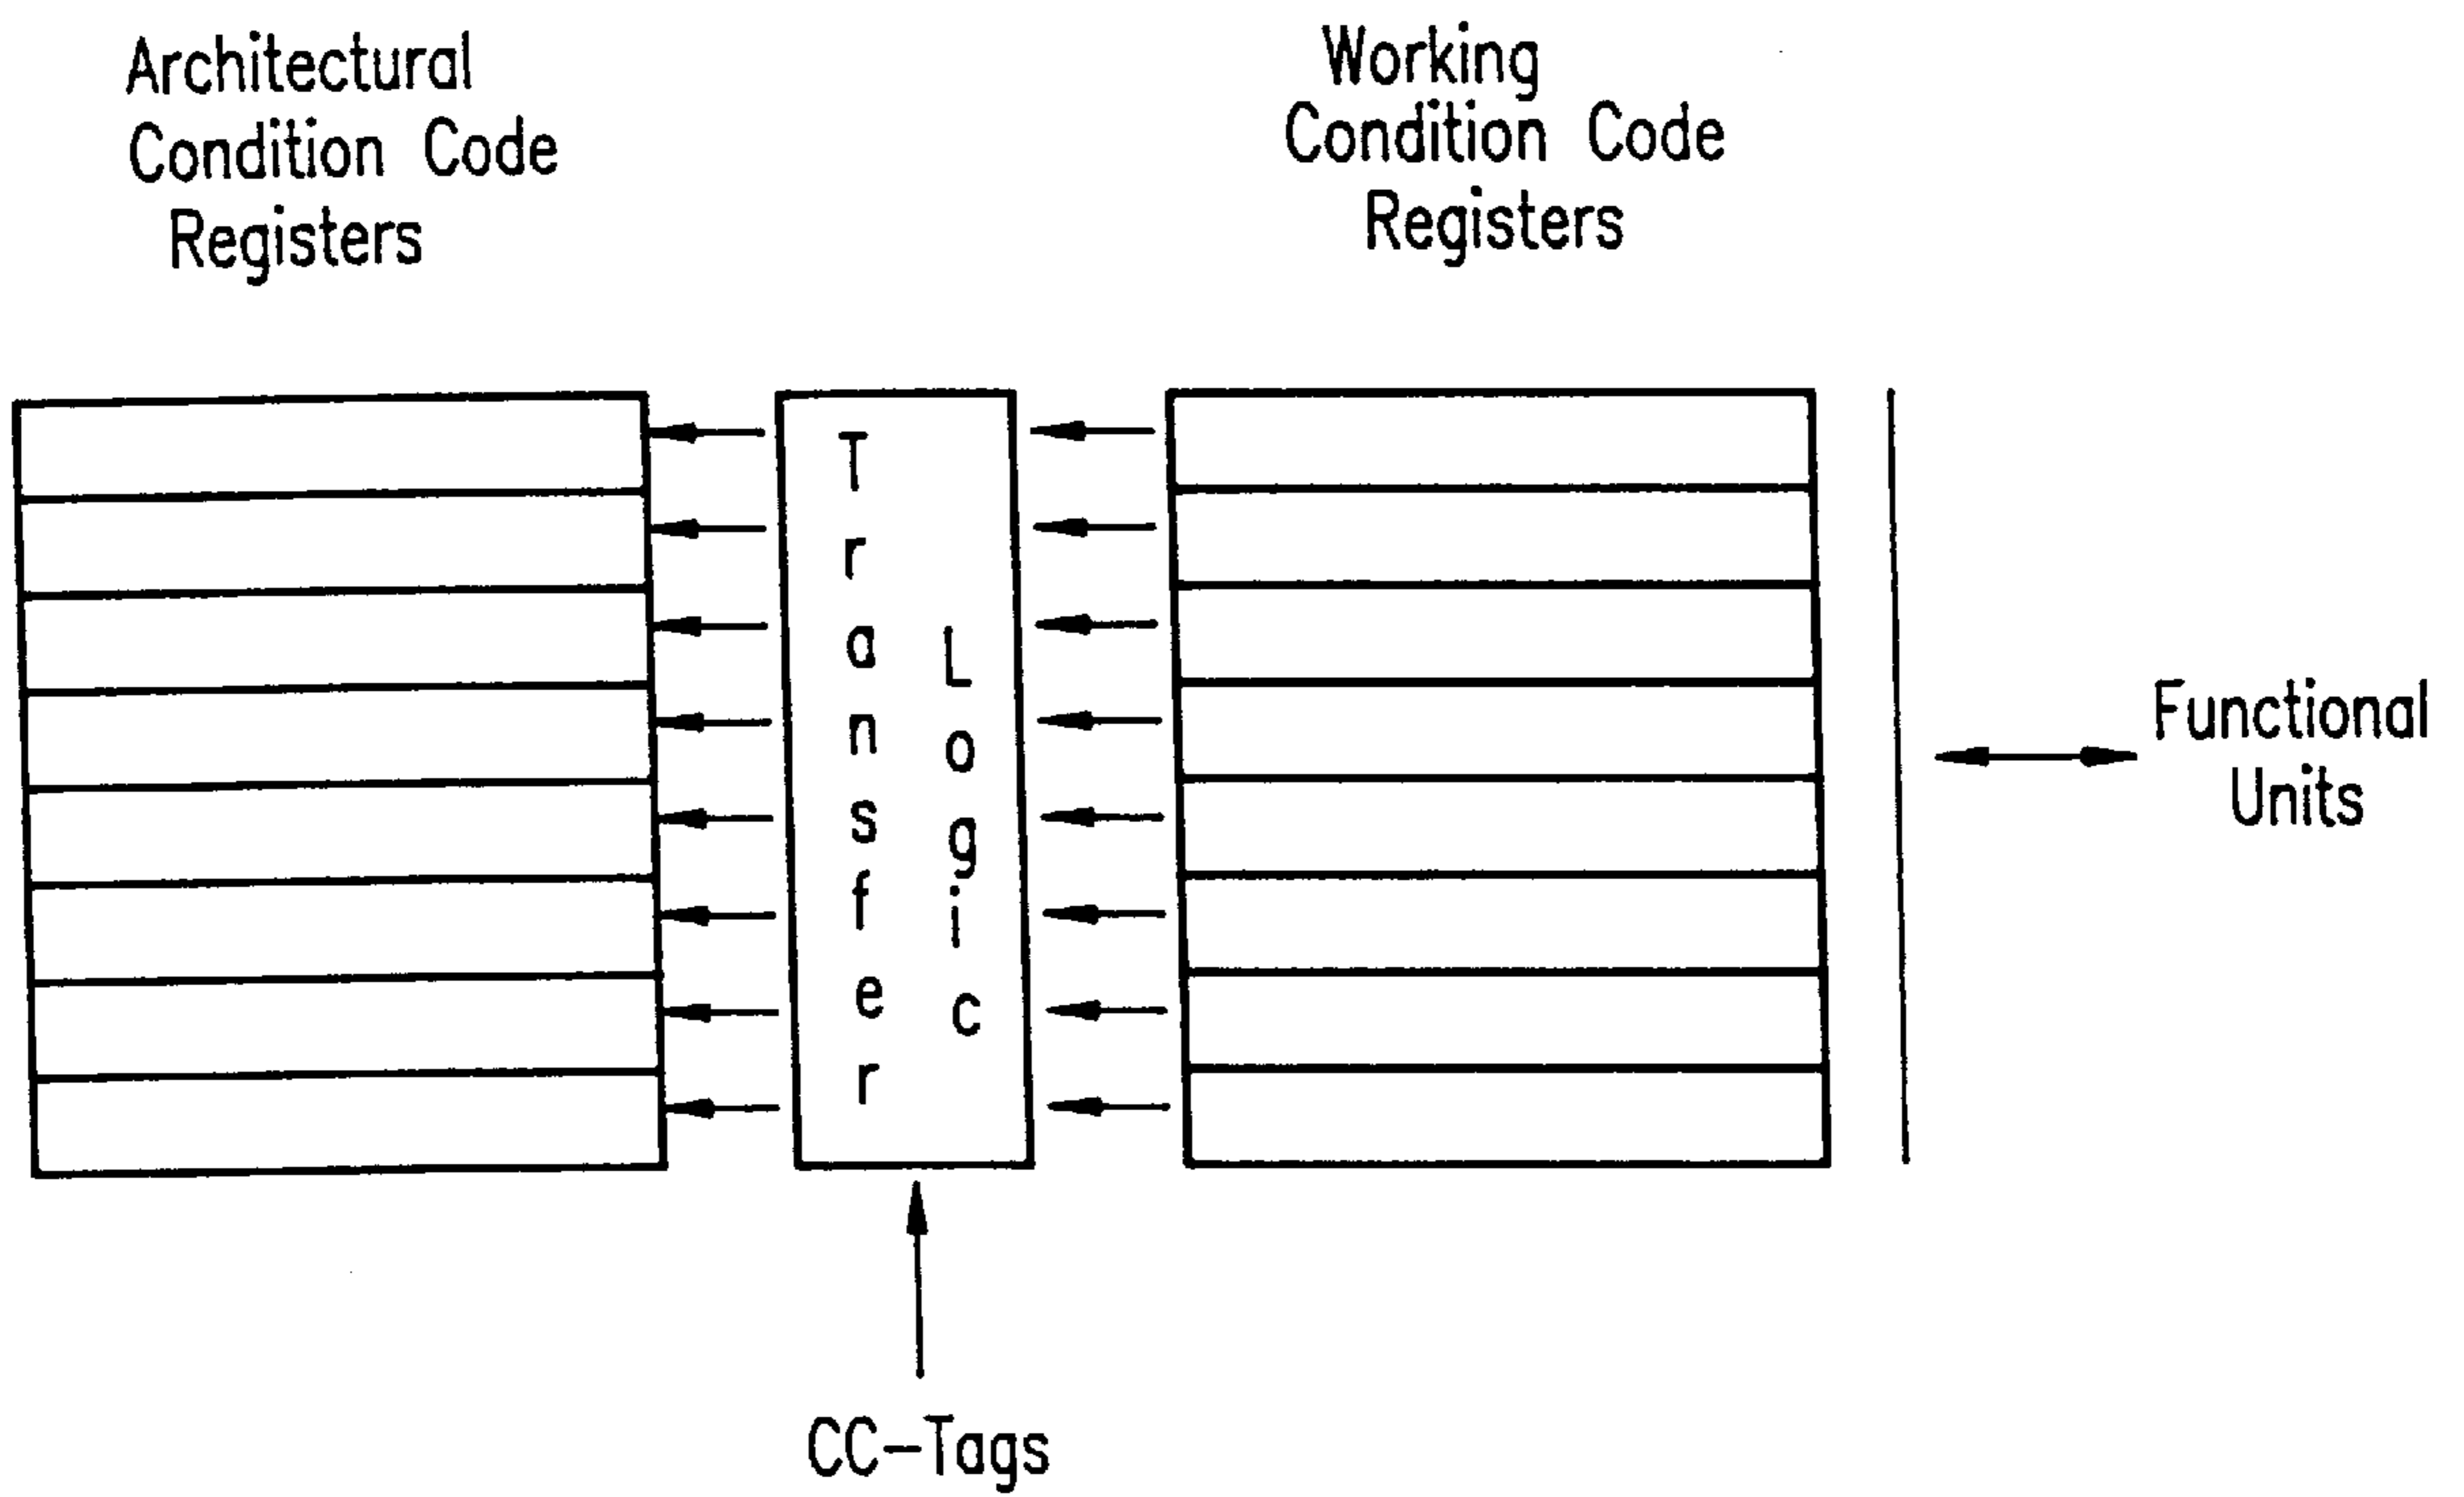 Architectural
Condition Code
Registers
Working
Condition Code
Registers
Transfer
Logic
Functional
Units
CC-Tags